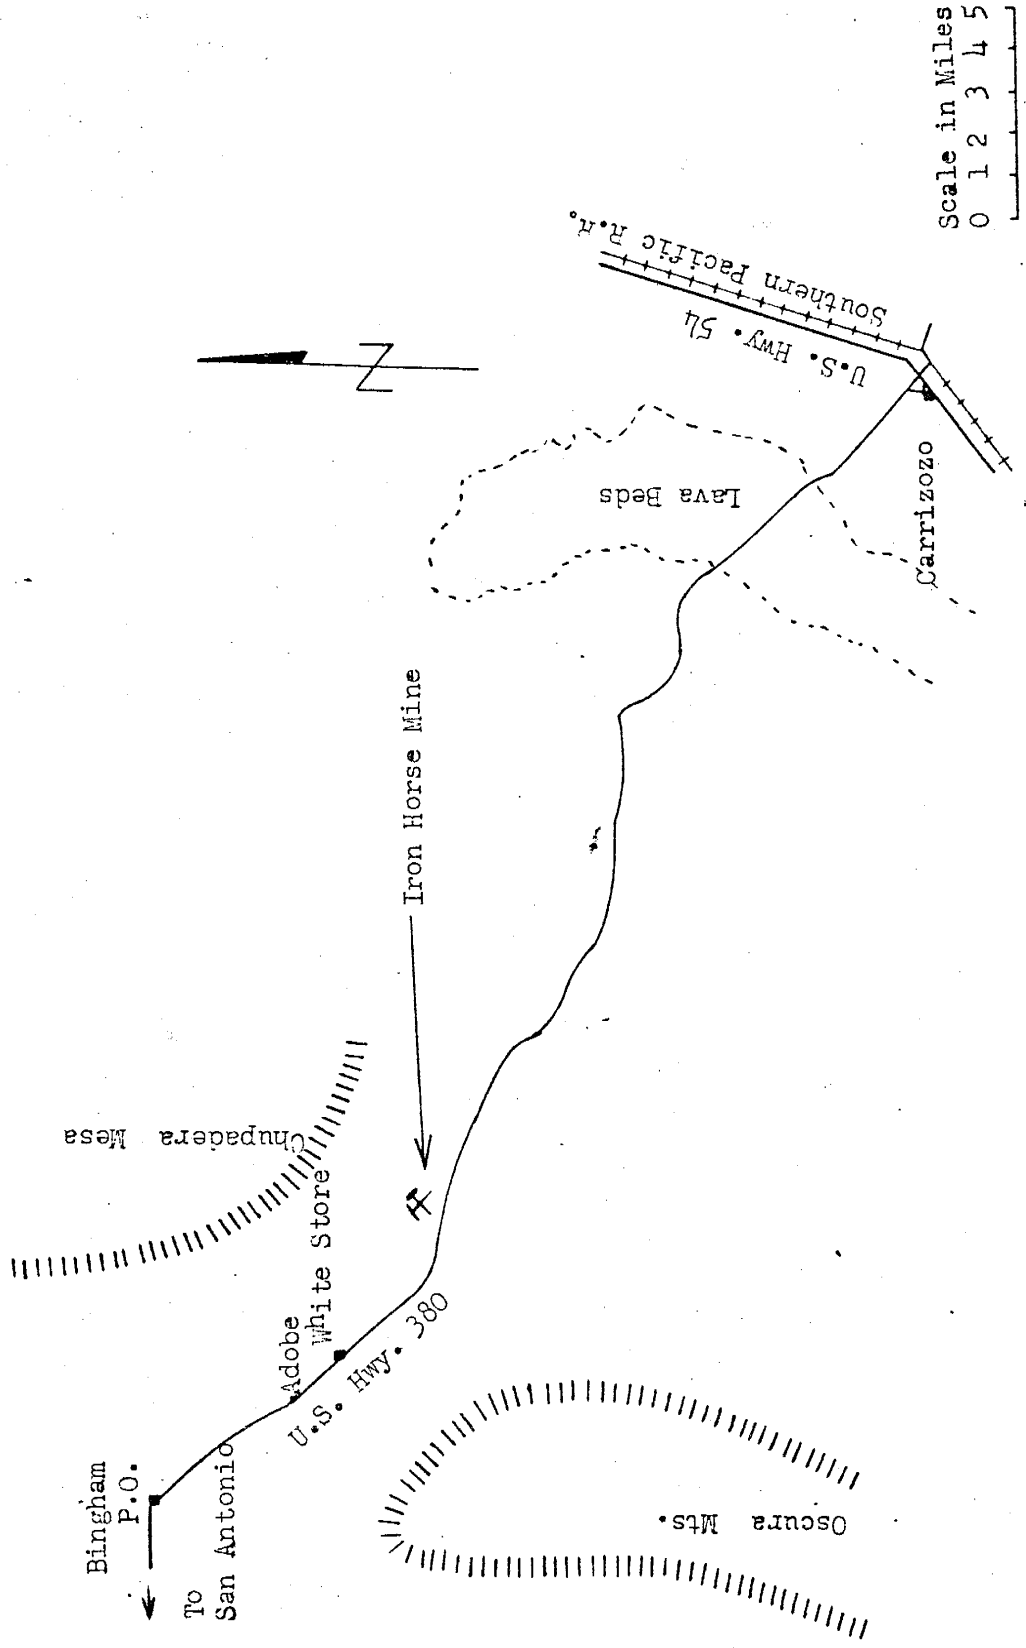 Bingham
P.O.
To
San Antonio
Adobe
White Store
U.S. Hwy. 380
Chupadera
Mesa
Oscura Mts.
Iron Horse Mine
N
Lava Beds
U.S. Hwy. 54
Southern Pacific R.R.
Carrizozo
Scale in Miles
0 1 2 3 4 5